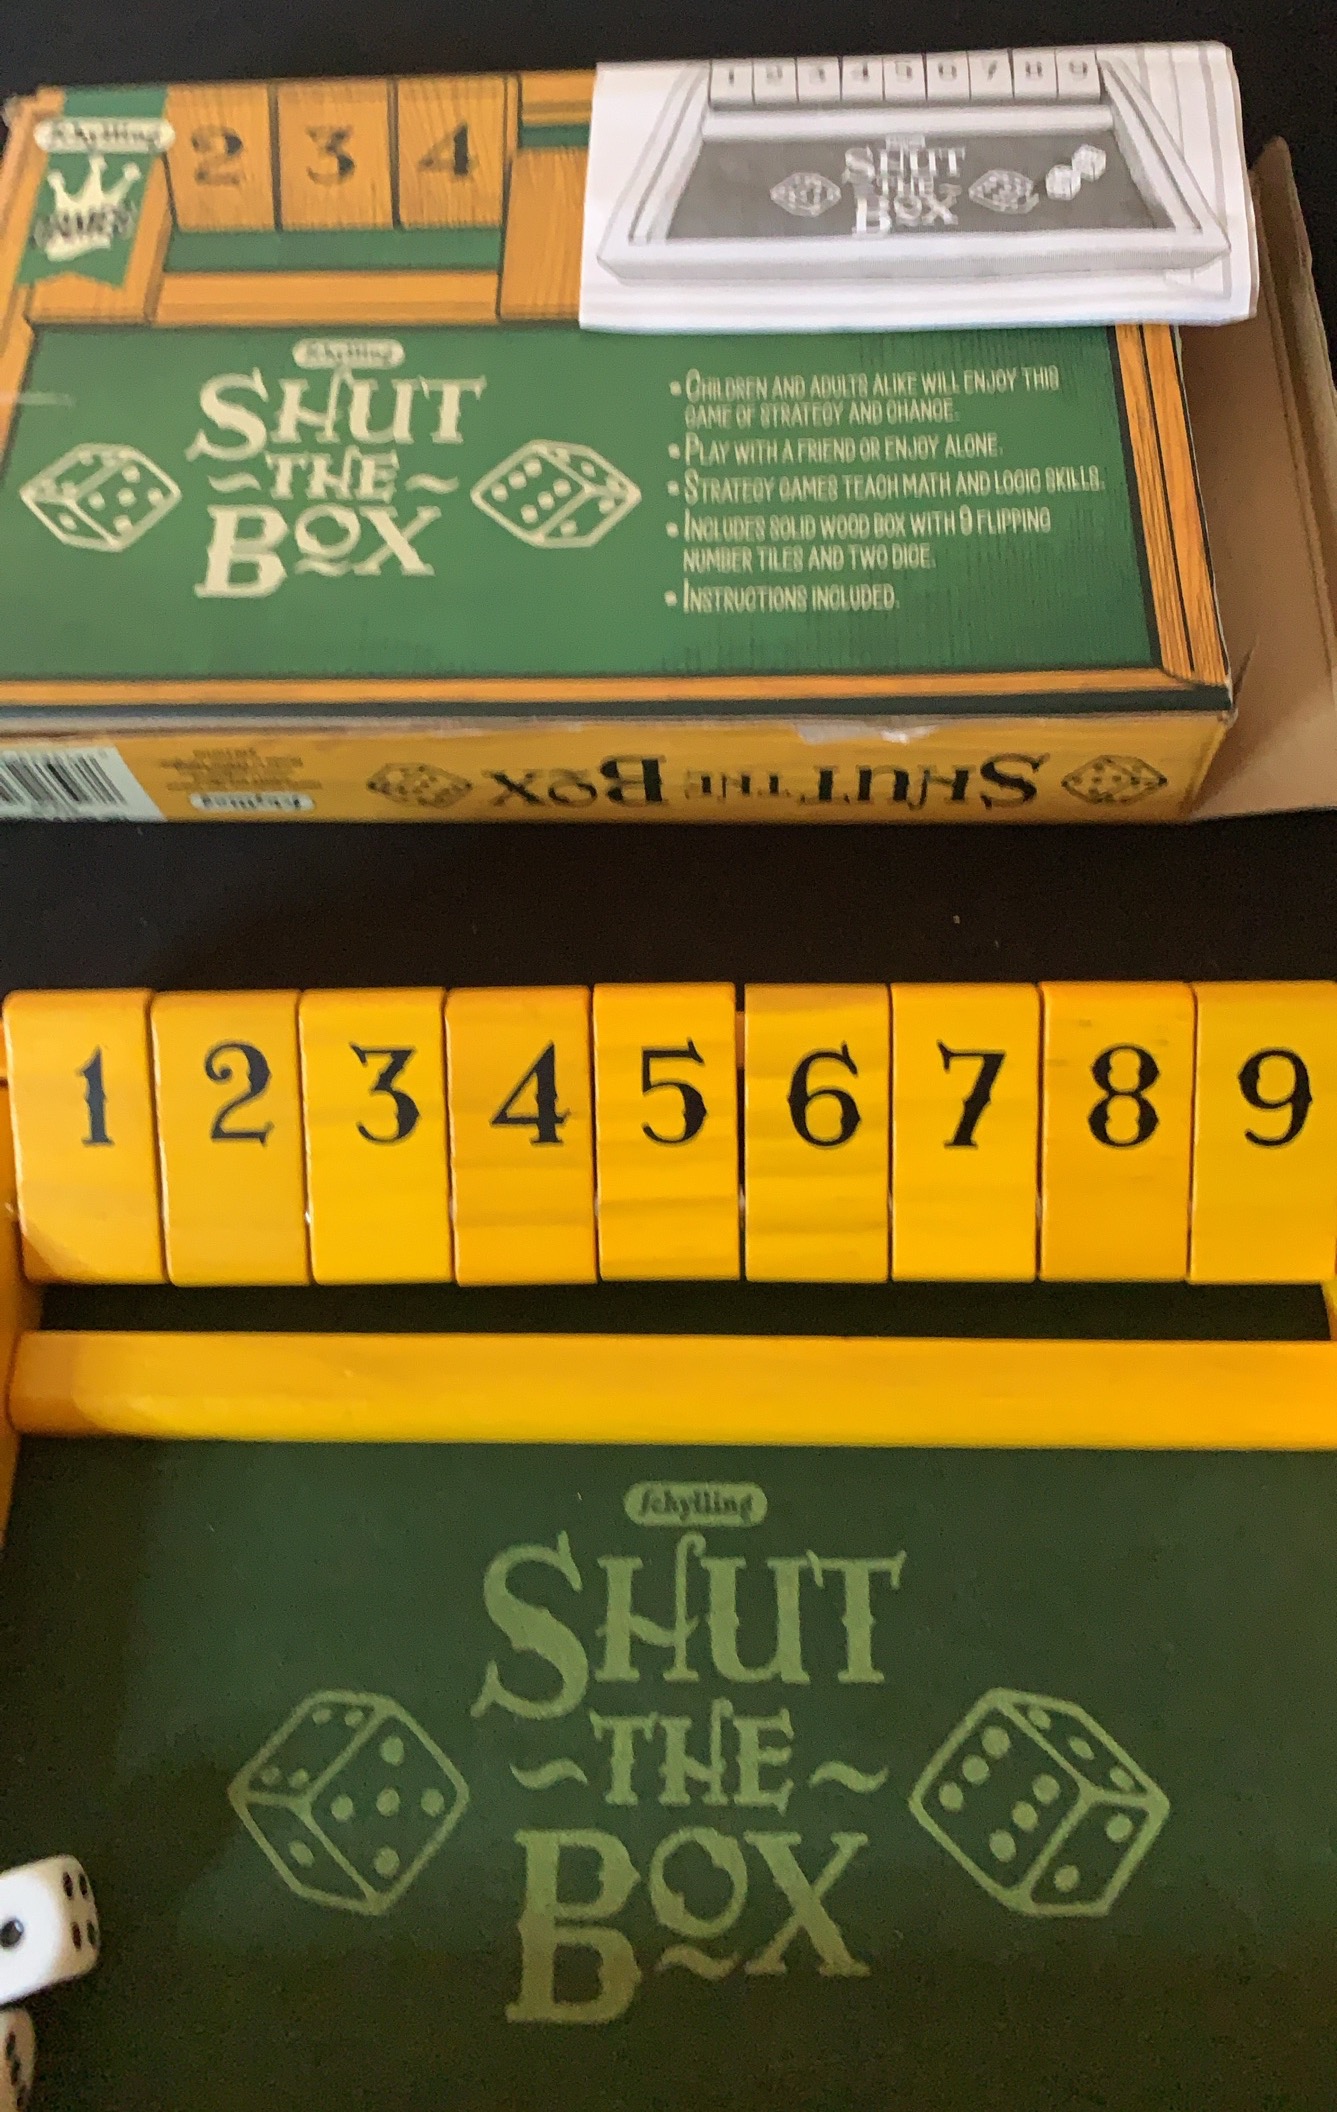 Schylling
GAMES
2 3 4
1 2 3 4 5 6 7 8 9
SHUT
THE
BOX
Schylling
SHUT
~THE~
BOX
• CHILDREN AND ADULTS ALIKE WILL ENJOY THIS
GAME OF STRATEGY AND CHANCE.
• PLAY WITH A FRIEND OR ENJOY ALONE.
• STRATEGY GAMES TEACH MATH AND LOGIC SKILLS.
• INCLUDES SOLID WOOD BOX WITH 9 FLIPPING
NUMBER TILES AND TWO DICE.
• INSTRUCTIONS INCLUDED.
SHUT THE BOX
Schylling
1 2 3 4 5 6 7 8 9
Schylling
SHUT
~THE~
BOX